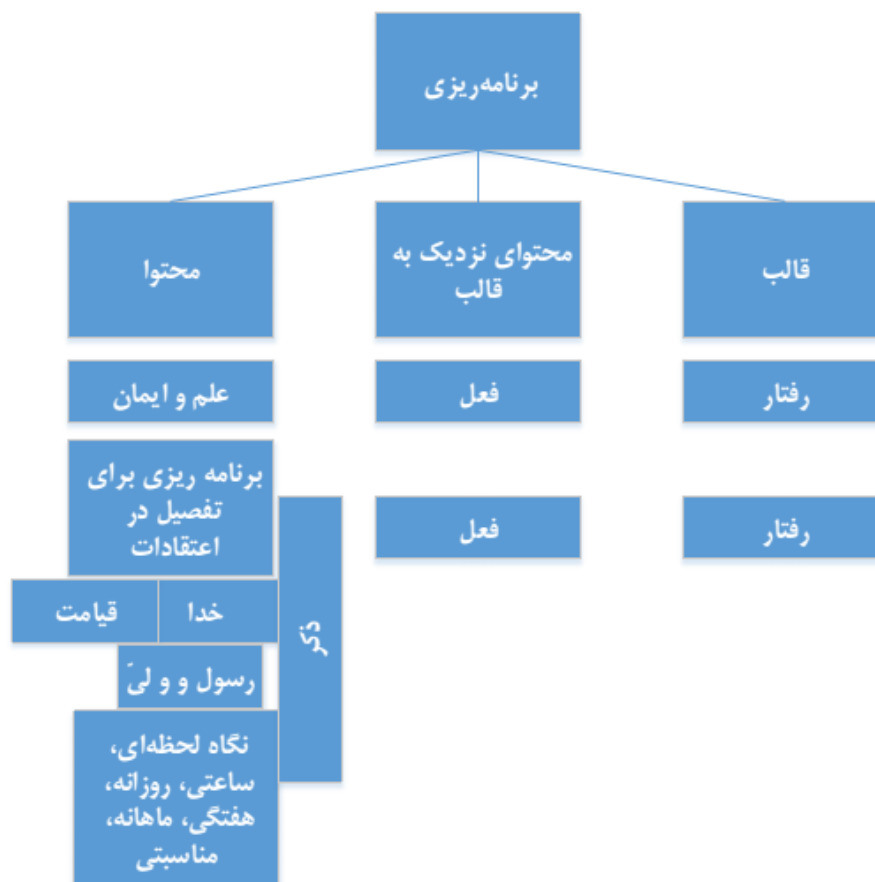 برنامه‌ریزی
قالب
محتوای نزدیک به
قالب
محتوا
رفتار
فعل
علم و ایمان
رفتار
فعل
ذکر
برنامه ریزی برای
تفصیل در
اعتقادات
خدا
قیامت
رسول و و لیّ
نگاه لحظه‌ای،
ساعتی، روزانه،
هفتگی، ماهانه،
مناسبتی